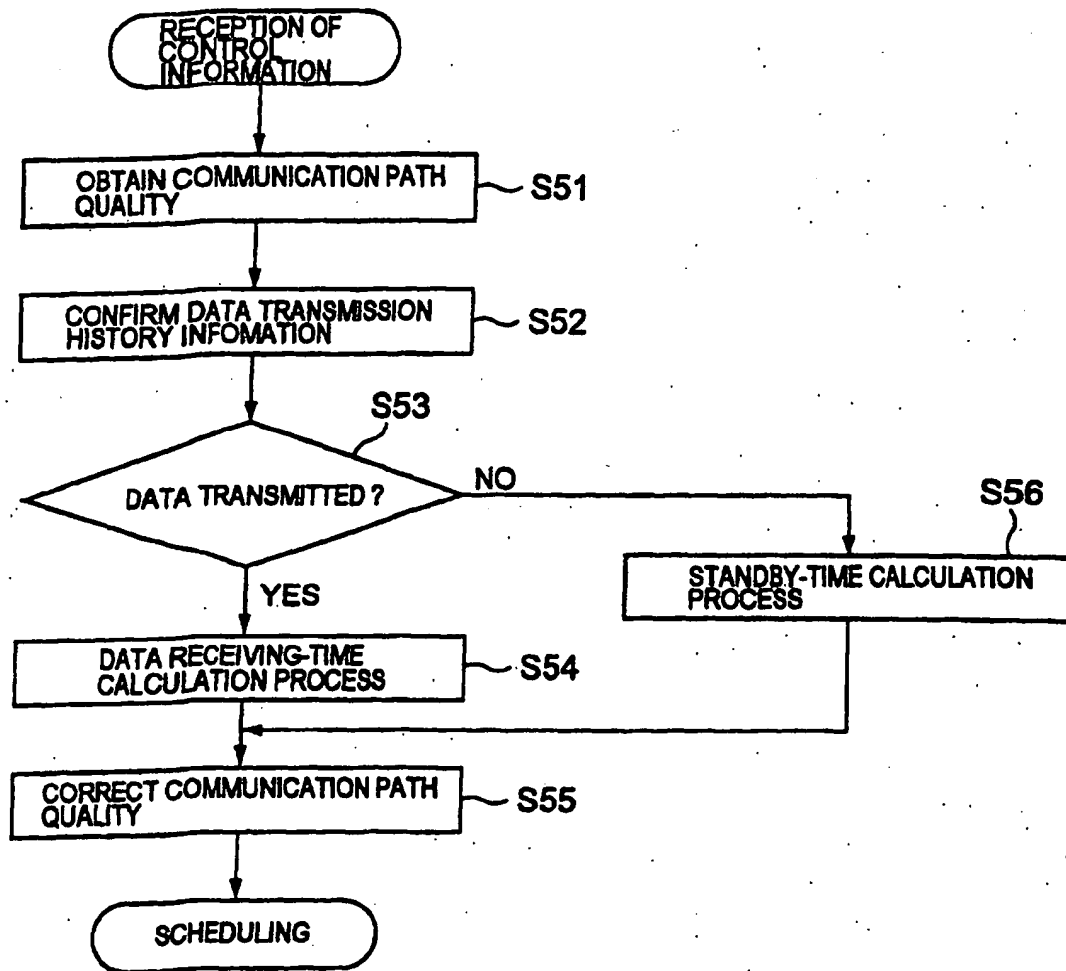 RECEPTION OF
CONTROL
INFORMATION
OBTAIN COMMUNICATION PATH
QUALITY
S51
CONFIRM DATA TRANSMISSION
HISTORY INFOMATION
S52
S53
DATA TRANSMITTED ?
NO
YES
S56
STANDBY-TIME CALCULATION
PROCESS
DATA RECEIVING-TIME
CALCULATION PROCESS
S54
CORRECT COMMUNICATION PATH
QUALITY
S55
SCHEDULING